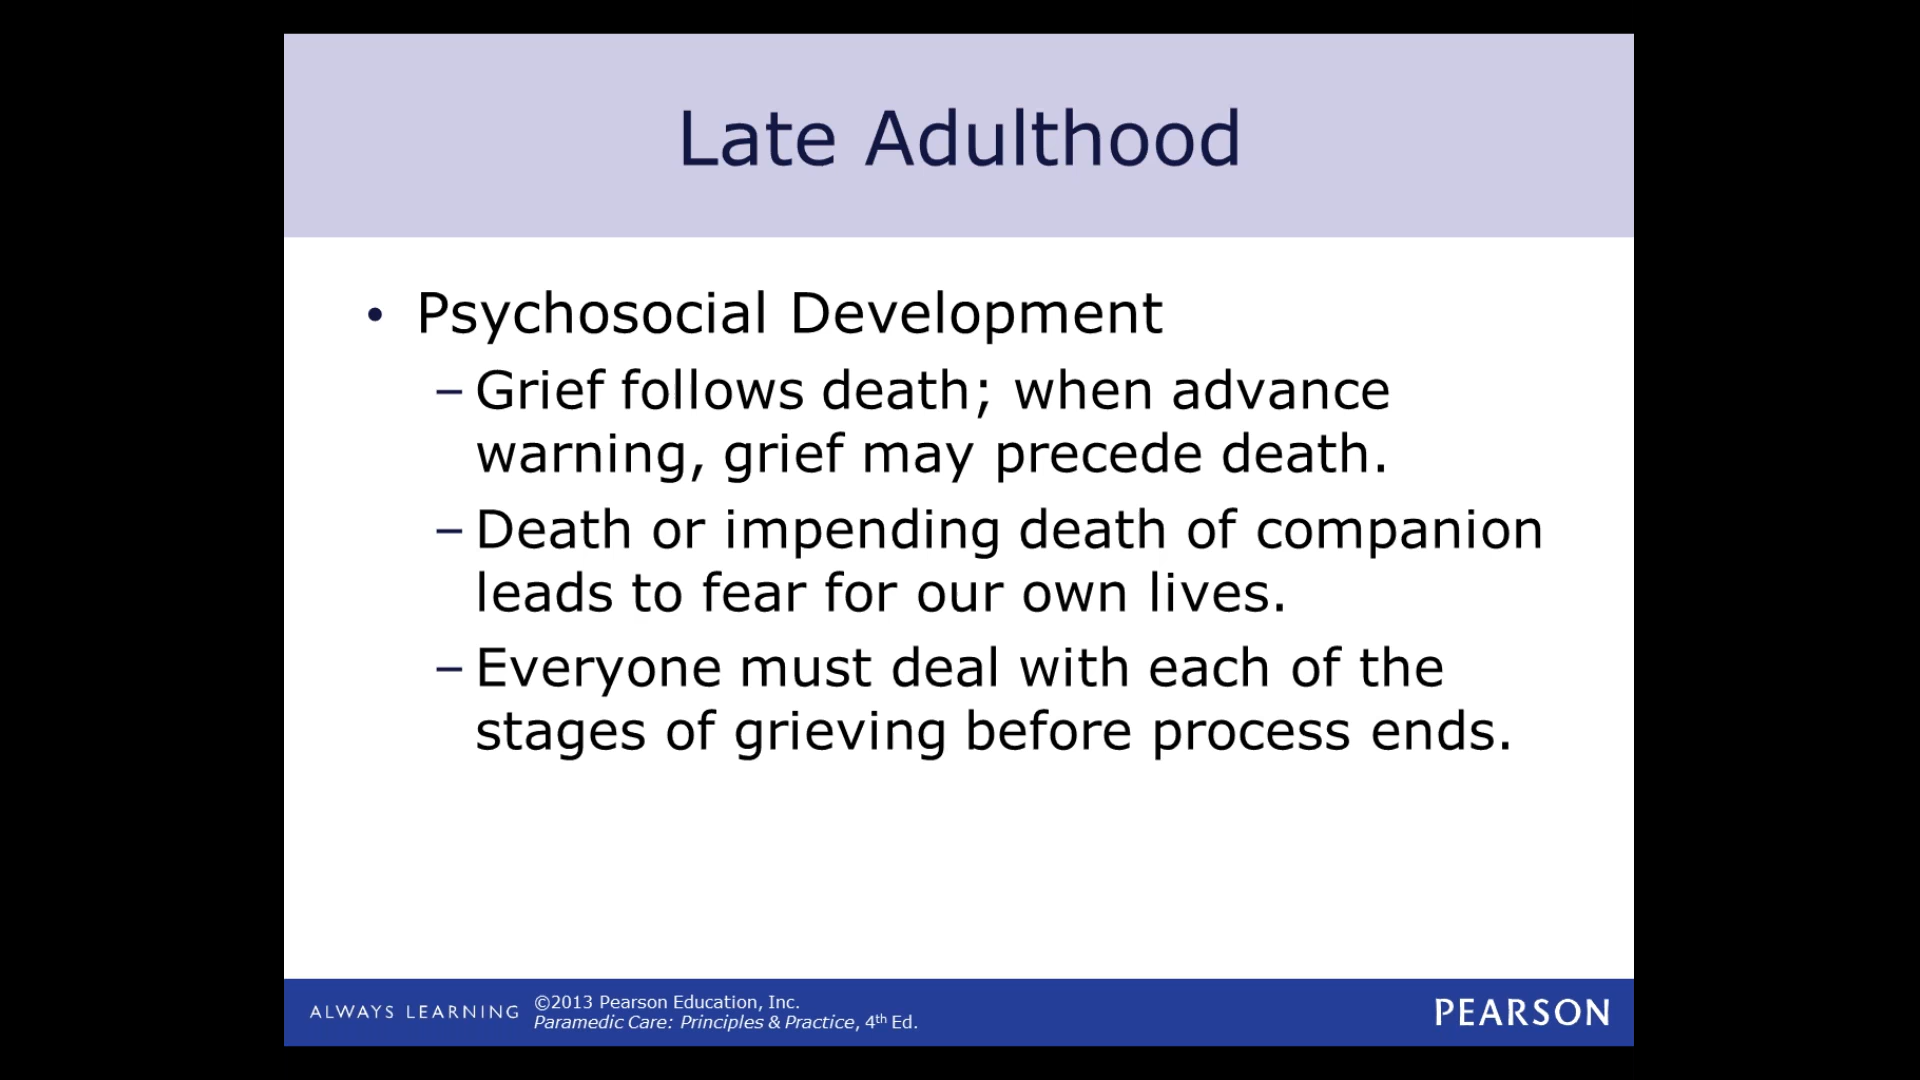 Late Adulthood
• Psychosocial Development
– Grief follows death; when advance
warning, grief may precede death.
– Death or impending death of companion
leads to fear for our own lives.
– Everyone must deal with each of the
stages of grieving before process ends.
ALWAYS LEARNING
©2013 Pearson Education, Inc.
Paramedic Care: Principles & Practice, 4th Ed.
PEARSON